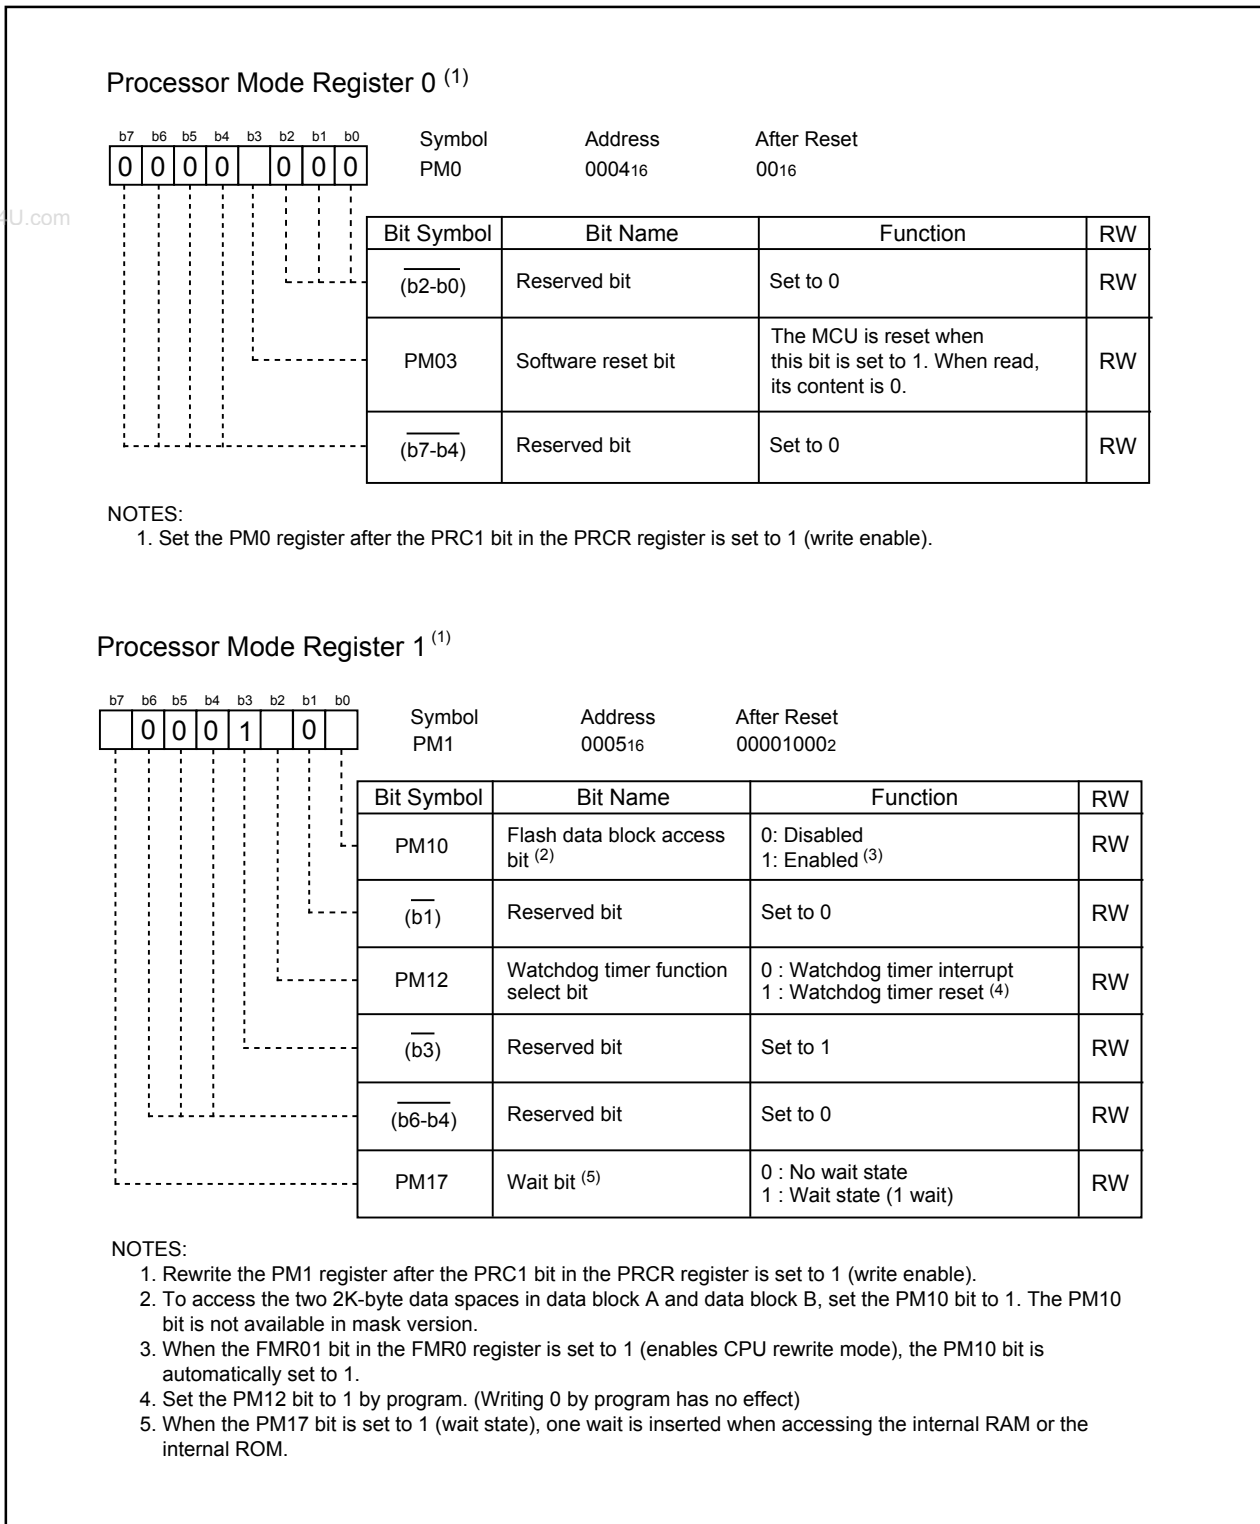 Processor Mode Register 0 (1)
b7 b6 b5 b4 b3 b2 b1 b0
0 0 0 0 0 0 0
Symbol Address After Reset
PM0 000416 0016
4U.com
Bit Symbol Bit Name Function RW
(b2-b0) Reserved bit Set to 0 RW
PM03 Software reset bit The MCU is reset when
this bit is set to 1. When read,
its content is 0. RW
(b7-b4) Reserved bit Set to 0 RW
NOTES:
1. Set the PM0 register after the PRC1 bit in the PRCR register is set to 1 (write enable).
Processor Mode Register 1 (1)
b7 b6 b5 b4 b3 b2 b1 b0
0 0 0 1 0
Symbol Address After Reset
PM1 000516 000010002
Bit Symbol Bit Name Function RW
PM10 Flash data block access
bit (2) 0: Disabled
1: Enabled (3) RW
(b1) Reserved bit Set to 0 RW
PM12 Watchdog timer function
select bit 0 : Watchdog timer interrupt
1 : Watchdog timer reset (4) RW
(b3) Reserved bit Set to 1 RW
(b6-b4) Reserved bit Set to 0 RW
PM17 Wait bit (5) 0 : No wait state
1 : Wait state (1 wait) RW
NOTES:
1. Rewrite the PM1 register after the PRC1 bit in the PRCR register is set to 1 (write enable).
2. To access the two 2K-byte data spaces in data block A and data block B, set the PM10 bit to 1. The PM10
bit is not available in mask version.
3. When the FMR01 bit in the FMR0 register is set to 1 (enables CPU rewrite mode), the PM10 bit is
automatically set to 1.
4. Set the PM12 bit to 1 by program. (Writing 0 by program has no effect)
5. When the PM17 bit is set to 1 (wait state), one wait is inserted when accessing the internal RAM or the
internal ROM.